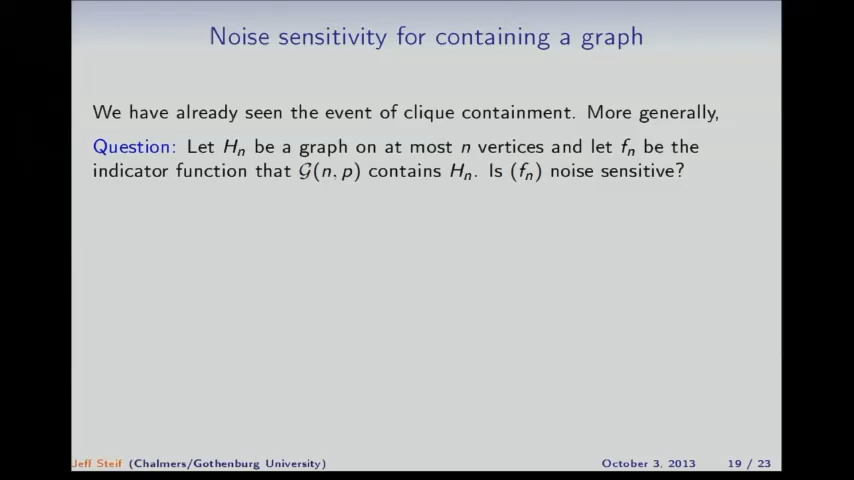 Noise sensitivity for containing a graph
We have already seen the event of clique containment. More generally,
Question: Let Hₙ be a graph on at most n vertices and let fₙ be the
indicator function that 𝒢(n, p) contains Hₙ. Is (fₙ) noise sensitive?
Jeff Steif (Chalmers/Gothenburg University) October 3, 2013 19 / 23